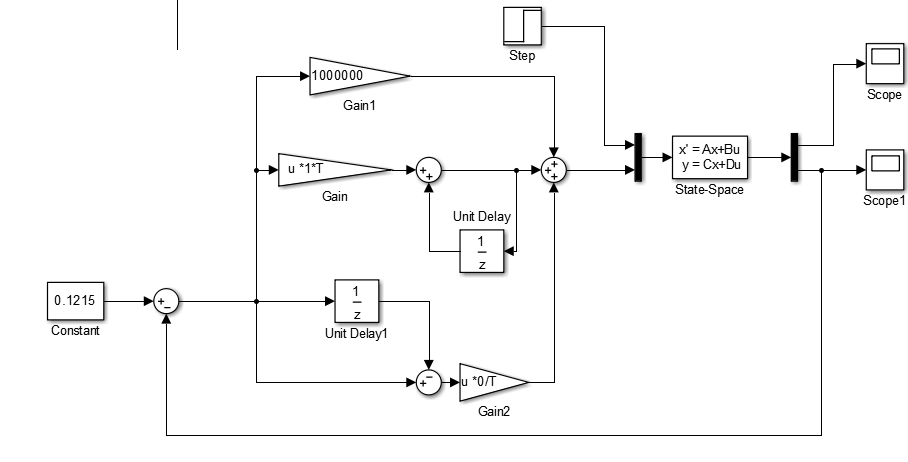 Step
1000000
Gain1
Scope
x' = Ax+Bu
y = Cx+Du
State-Space
u *1*T
Gain
+
+
+
+
+
Scope1
Unit Delay
1
z
0.1215
Constant
+
−
1
z
Unit Delay1
−
+
u *0/T
Gain2